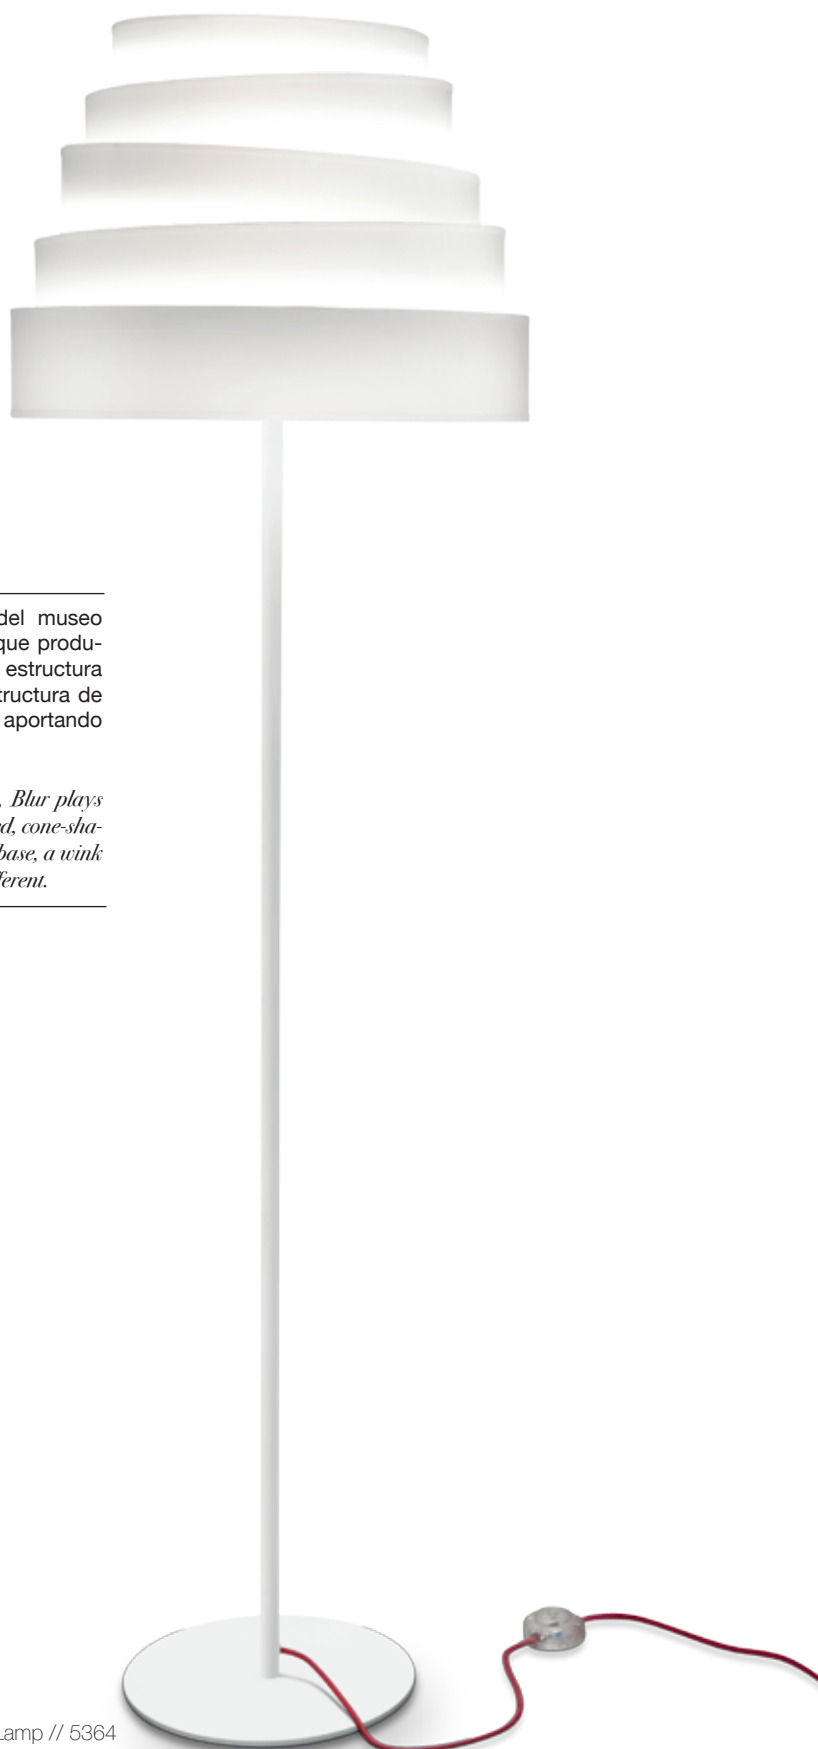 del museo
que produ-
estructura
tructura de
aportando
, Blur plays
d, cone-sha-
base, a wink
ferent.
Lamp // 5364